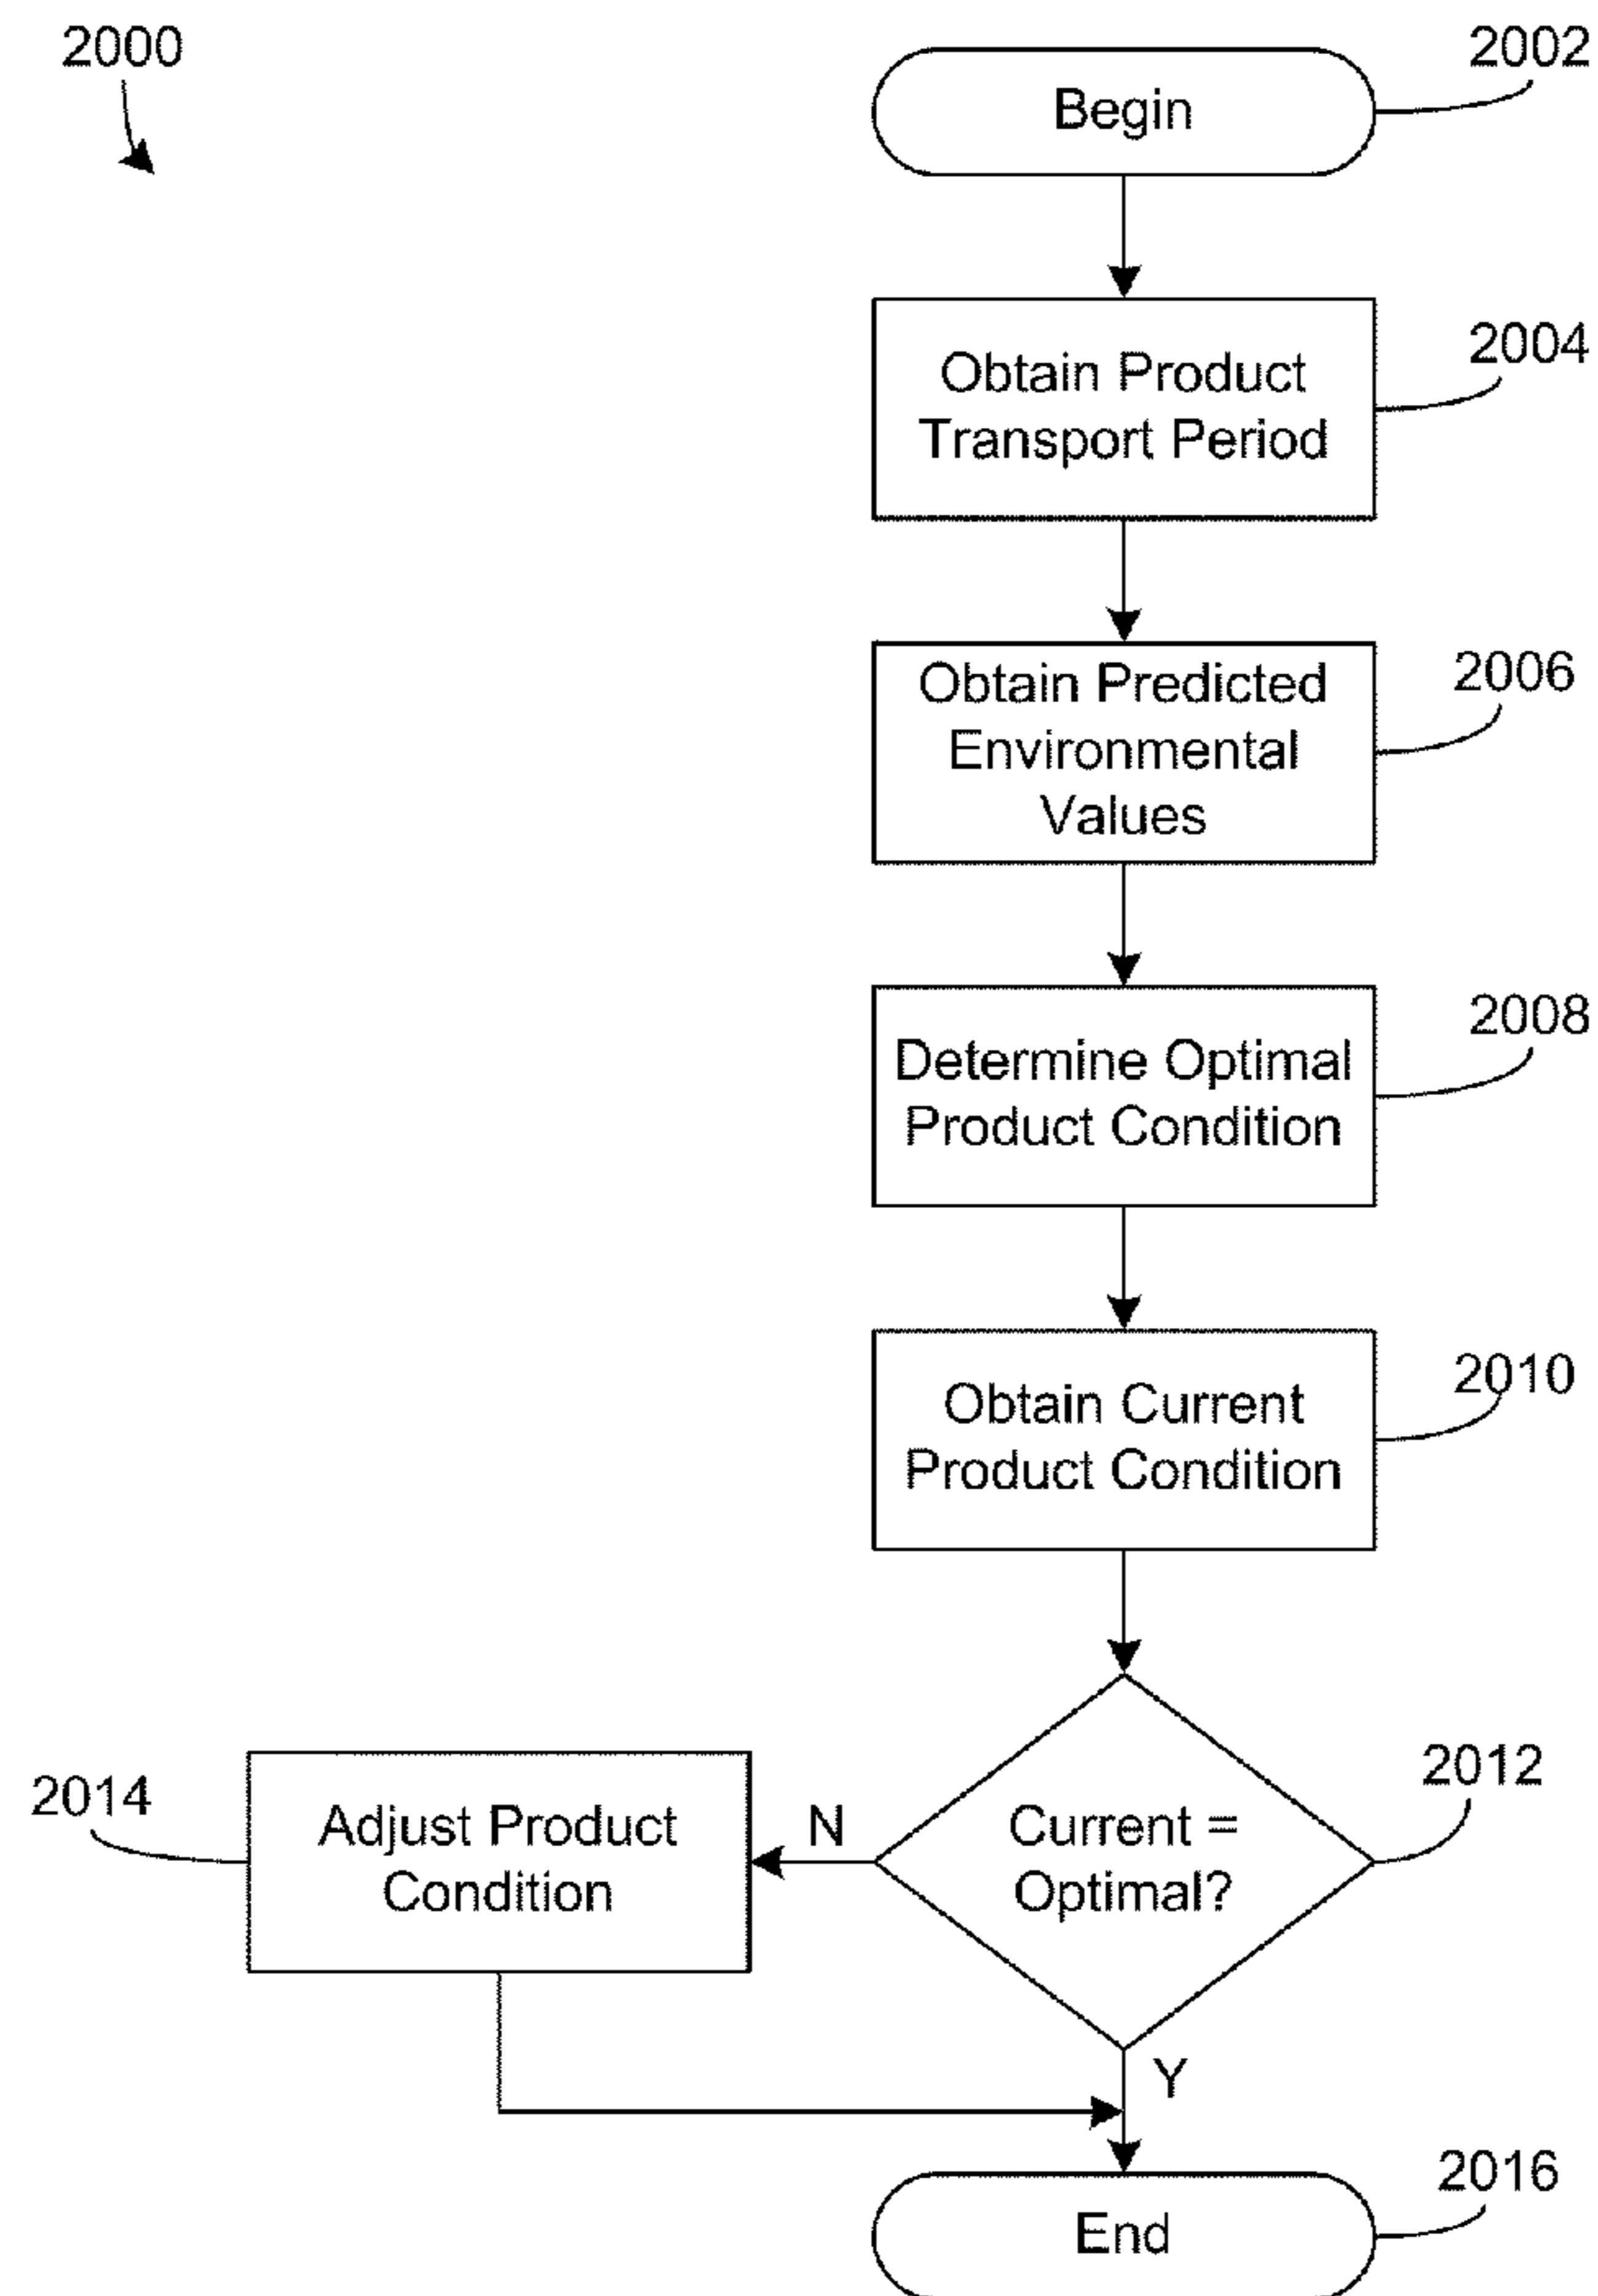 2000
2002
Begin
2004
Obtain Product
Transport Period
2006
Obtain Predicted
Environmental
Values
2008
Determine Optimal
Product Condition
2010
Obtain Current
Product Condition
2012
2014
Adjust Product
Condition
N
Current =
Optimal?
Y
2016
End